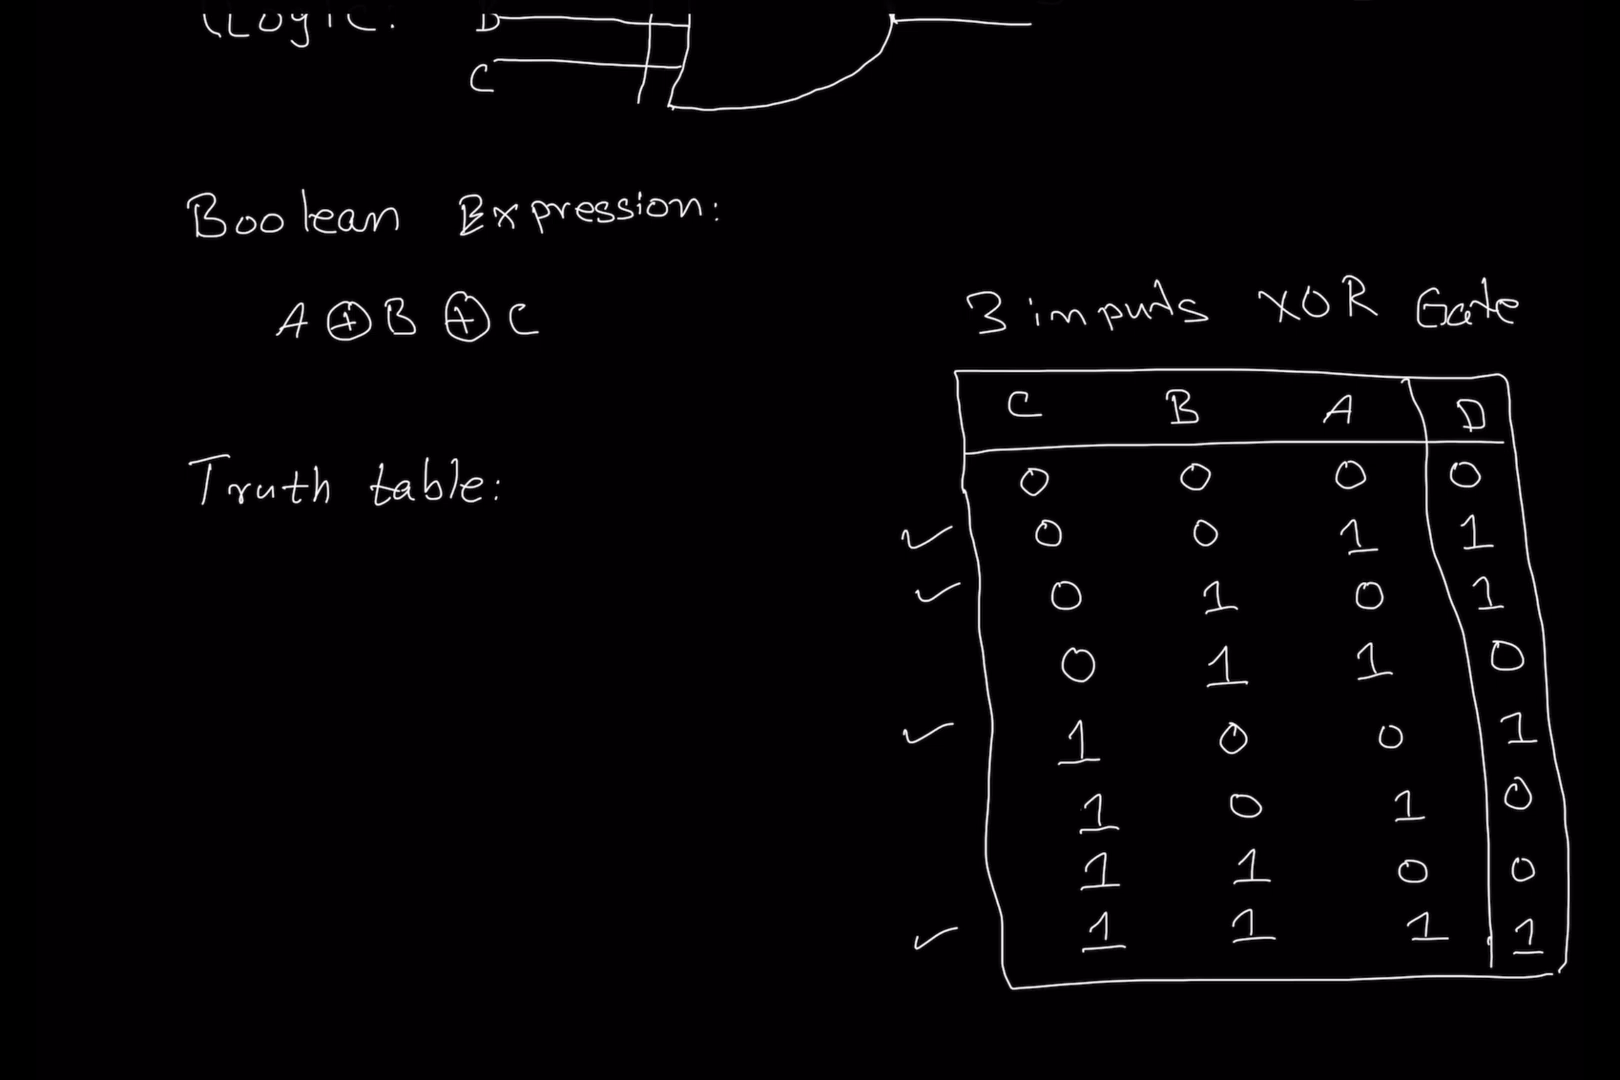 Logic:
B
C
Boolean Expression:
A ⊕ B ⊕ C
3 imputs XOR Gate
Truth table:
C B A D
0 0 0 0
✓ 0 0 1 1
✓ 0 1 0 1
0 1 1 0
✓ 1 0 0 1
1 0 1 0
1 1 0 0
✓ 1 1 1 1